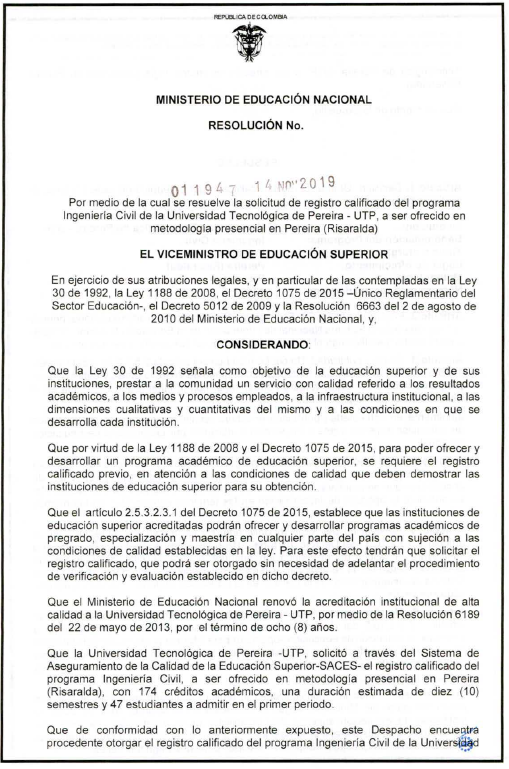 REPÚBLICA DE COLOMBIA
MINISTERIO DE EDUCACIÓN NACIONAL
RESOLUCIÓN No.
011947 14 NOV 2019
Por medio de la cual se resuelve la solicitud de registro calificado del programa
Ingeniería Civil de la Universidad Tecnológica de Pereira - UTP, a ser ofrecido en
metodología presencial en Pereira (Risaralda)
EL VICEMINISTRO DE EDUCACIÓN SUPERIOR
En ejercicio de sus atribuciones legales, y en particular de las contempladas en la Ley
30 de 1992, la Ley 1188 de 2008, el Decreto 1075 de 2015 –Único Reglamentario del
Sector Educación-, el Decreto 5012 de 2009 y la Resolución 6663 del 2 de agosto de
2010 del Ministerio de Educación Nacional, y,
CONSIDERANDO:
Que la Ley 30 de 1992 señala como objetivo de la educación superior y de sus
instituciones, prestar a la comunidad un servicio con calidad referido a los resultados
académicos, a los medios y procesos empleados, a la infraestructura institucional, a las
dimensiones cualitativas y cuantitativas del mismo y a las condiciones en que se
desarrolla cada institución.
Que por virtud de la Ley 1188 de 2008 y el Decreto 1075 de 2015, para poder ofrecer y
desarrollar un programa académico de educación superior, se requiere el registro
calificado previo, en atención a las condiciones de calidad que deben demostrar las
instituciones de educación superior para su obtención.
Que el artículo 2.5.3.2.3.1 del Decreto 1075 de 2015, establece que las instituciones de
educación superior acreditadas podrán ofrecer y desarrollar programas académicos de
pregrado, especialización y maestría en cualquier parte del país con sujeción a las
condiciones de calidad establecidas en la ley. Para este efecto tendrán que solicitar el
registro calificado, que podrá ser otorgado sin necesidad de adelantar el procedimiento
de verificación y evaluación establecido en dicho decreto.
Que el Ministerio de Educación Nacional renovó la acreditación institucional de alta
calidad a la Universidad Tecnológica de Pereira - UTP, por medio de la Resolución 6189
del 22 de mayo de 2013, por el término de ocho (8) años.
Que la Universidad Tecnológica de Pereira -UTP, solicitó a través del Sistema de
Aseguramiento de la Calidad de la Educación Superior-SACES- el registro calificado del
programa Ingeniería Civil, a ser ofrecido en metodología presencial en Pereira
(Risaralda), con 174 créditos académicos, una duración estimada de diez (10)
semestres y 47 estudiantes a admitir en el primer periodo.
Que de conformidad con lo anteriormente expuesto, este Despacho encuentra
procedente otorgar el registro calificado del programa Ingeniería Civil de la Universidad